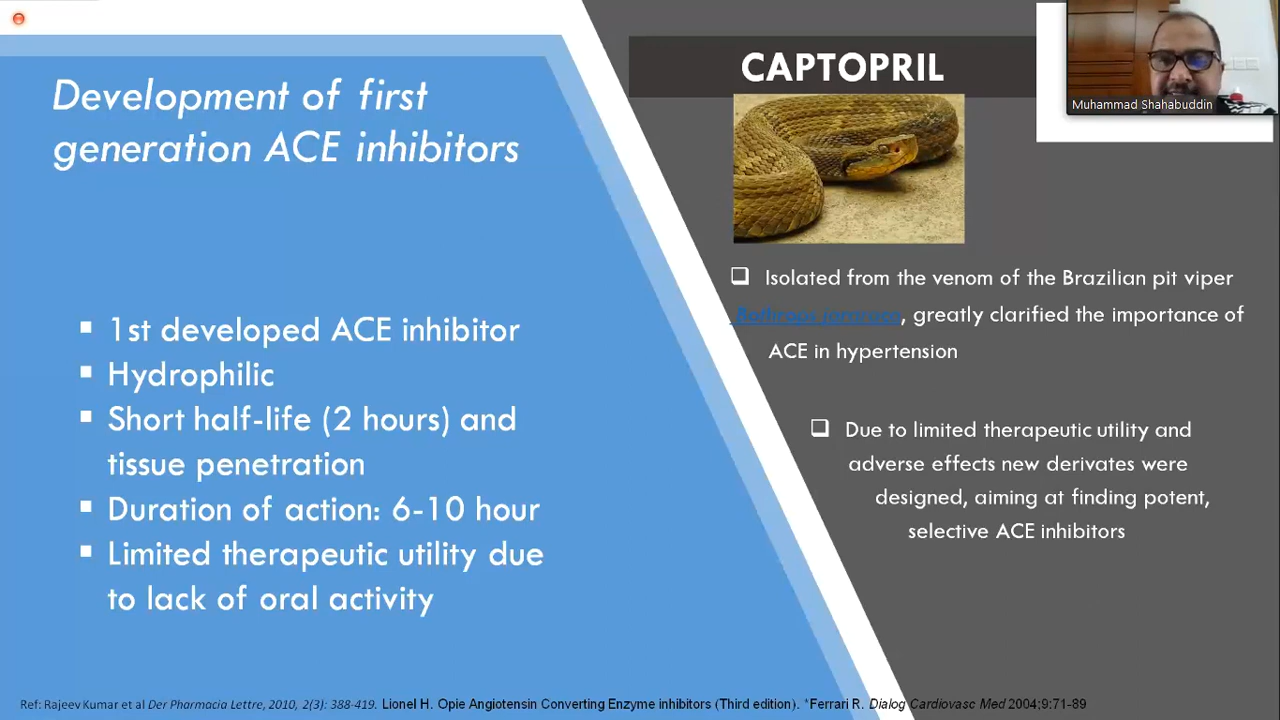 Development of first
generation ACE inhibitors
▪ 1st developed ACE inhibitor
▪ Hydrophilic
▪ Short half-life (2 hours) and
tissue penetration
▪ Duration of action: 6-10 hour
▪ Limited therapeutic utility due
to lack of oral activity
CAPTOPRIL
Muhammad Shahabuddin
❑ Isolated from the venom of the Brazilian pit viper
Bothrops jararaca, greatly clarified the importance of
ACE in hypertension
❑ Due to limited therapeutic utility and
adverse effects new derivates were
designed, aiming at finding potent,
selective ACE inhibitors
Ref: Rajeev Kumar et al Der Pharmacia Lettre, 2010, 2(3): 388-419. Lionel H. Opie Angiotensin Converting Enzyme inhibitors (Third edition). *Ferrari R. Dialog Cardiovasc Med 2004;9:71-89